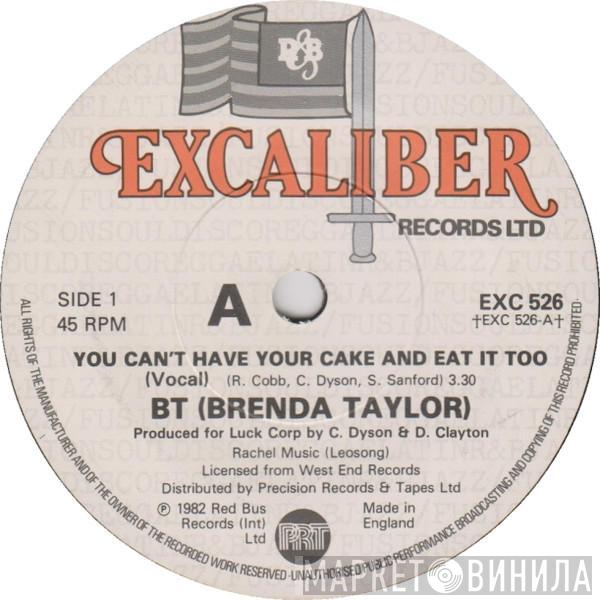 D&B
EXCALIBER
RECORDS LTD
SIDE 1
45 RPM
A
EXC 526
†EXC 526-A†
YOU CAN'T HAVE YOUR CAKE AND EAT IT TOO
(Vocal) (R. Cobb, C. Dyson, S. Sanford) 3.30
BT (BRENDA TAYLOR)
Produced for Luck Corp by C. Dyson & J. Clayton
Rachel Music (Leosong)
Licensed from West End Records
Distributed by Precision Records & Tapes Ltd
℗ 1982 Red Bus
Records (Int)
Ltd
Made in
England
PRT
ALL RIGHTS OF THE MANUFACTURER AND OF THE OWNER OF THE RECORDED WORK RESERVED-UNAUTHORISED PUBLIC PERFORMANCE BROADCASTING AND COPYING OF THIS RECORD PROHIBITED-
МАРКЕТ ВИНИЛА